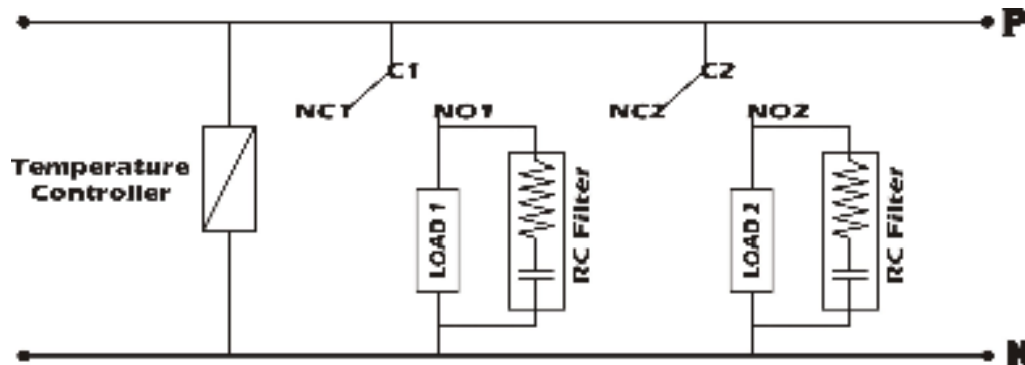 P
C1
C2
NC1
NO1
NC2
NO2
Temperature
Controller
LOAD 1
RC Filter
LOAD 2
RC Filter
N